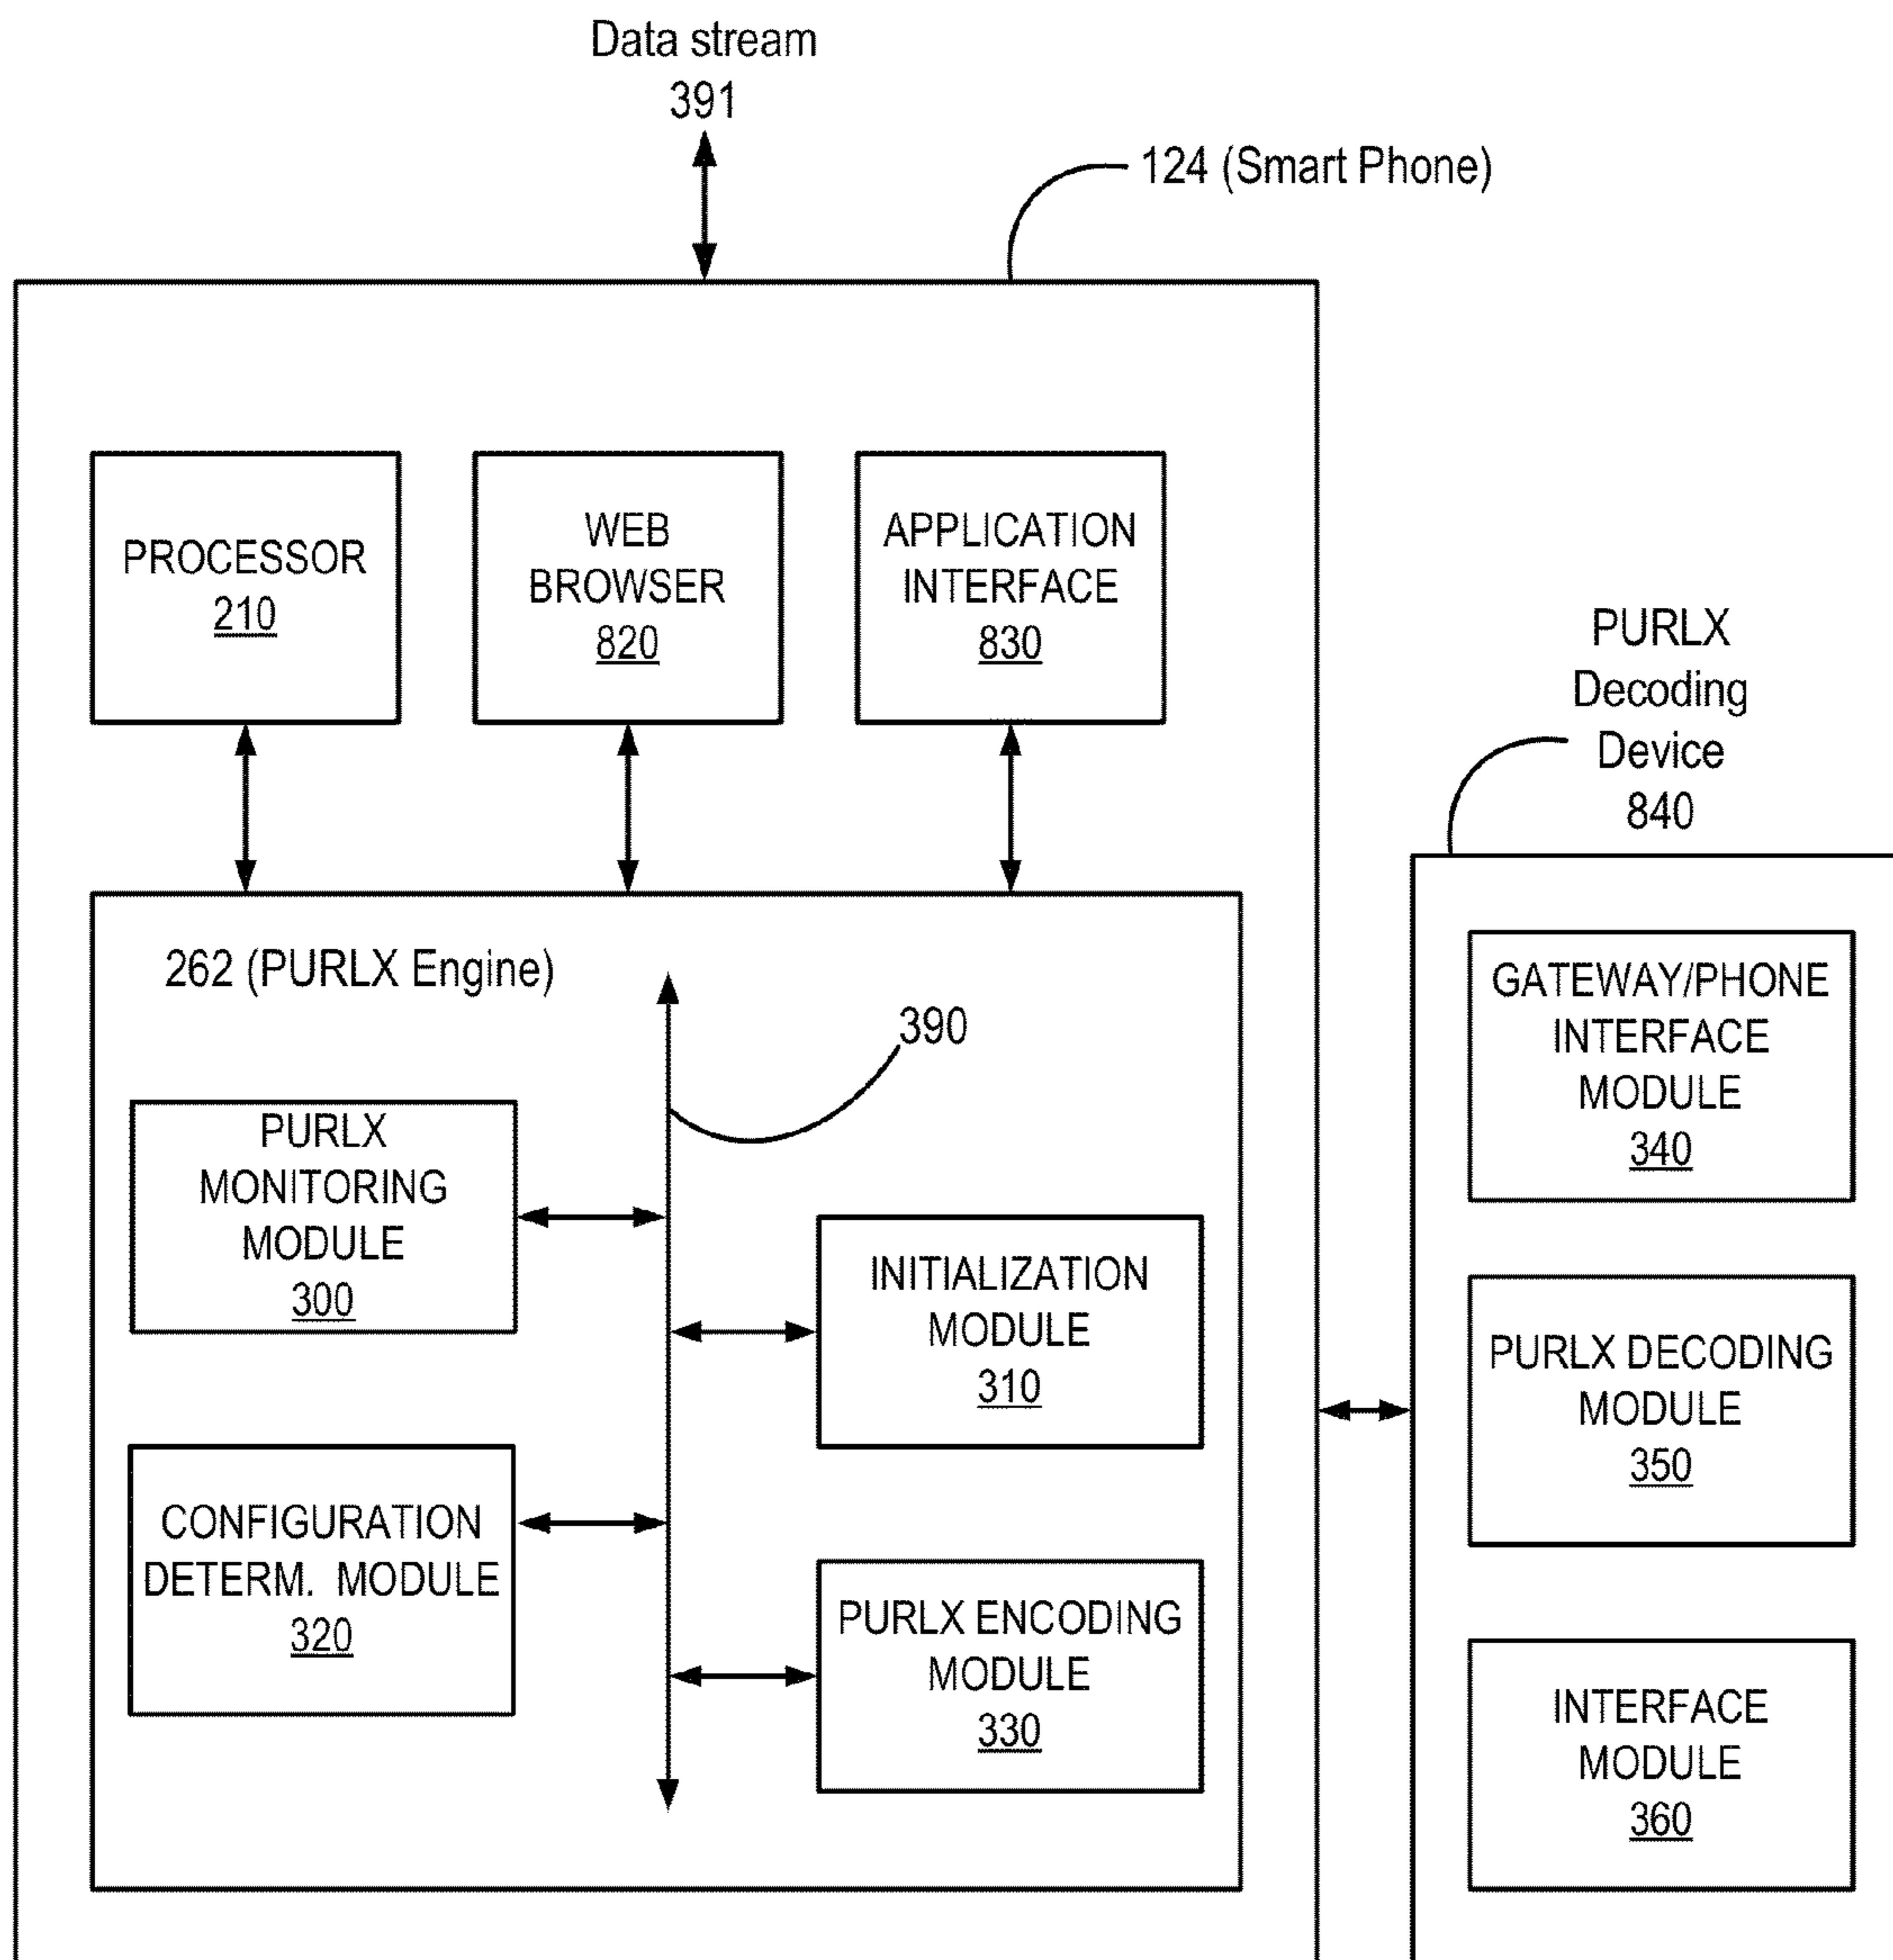 Data stream
391
124 (Smart Phone)
PROCESSOR
210
WEB
BROWSER
820
APPLICATION
INTERFACE
830
PURLX
Decoding
Device
840
262 (PURLX Engine)
390
PURLX
MONITORING
MODULE
300
INITIALIZATION
MODULE
310
CONFIGURATION
DETERM. MODULE
320
PURLX ENCODING
MODULE
330
GATEWAY/PHONE
INTERFACE
MODULE
340
PURLX DECODING
MODULE
350
INTERFACE
MODULE
360